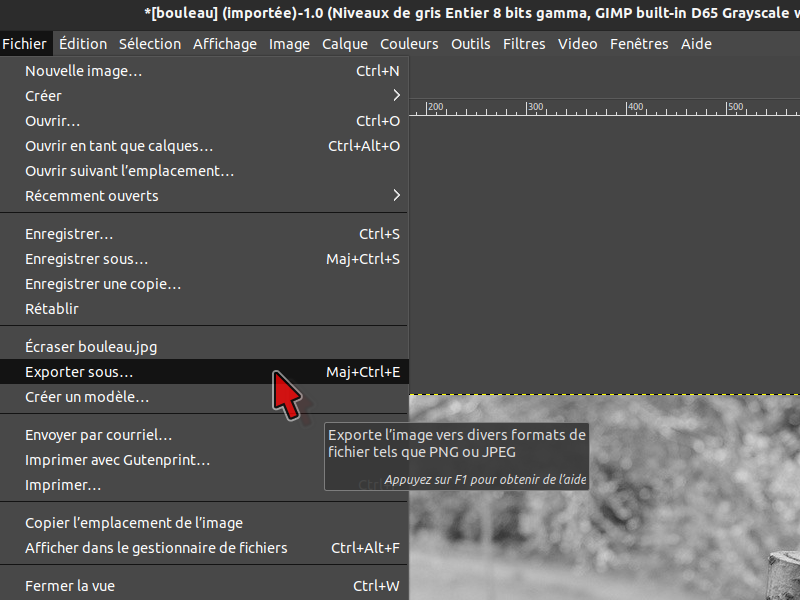 *[bouleau] (importée)-1.0 (Niveaux de gris Entier 8 bits gamma, GIMP built-in D65 Grayscale w
Fichier Édition Sélection Affichage Image Calque Couleurs Outils Filtres Video Fenêtres Aide
Nouvelle image… Ctrl+N
Créer
200 300 400 500
Ouvrir… Ctrl+O
Ouvrir en tant que calques… Ctrl+Alt+O
Ouvrir suivant l’emplacement…
Récemment ouverts
Enregistrer… Ctrl+S
Enregistrer sous… Maj+Ctrl+S
Enregistrer une copie…
Rétablir
Écraser bouleau.jpg
Exporter sous… Maj+Ctrl+E
Créer un modèle…
Envoyer par courriel…
Exporte l’image vers divers formats de
fichier tels que PNG ou JPEG
Appuyez sur F1 pour obtenir de l’aide
Imprimer avec Gutenprint…
Imprimer… Ctrl+
Copier l’emplacement de l’image
Afficher dans le gestionnaire de fichiers Ctrl+Alt+F
Fermer la vue Ctrl+W